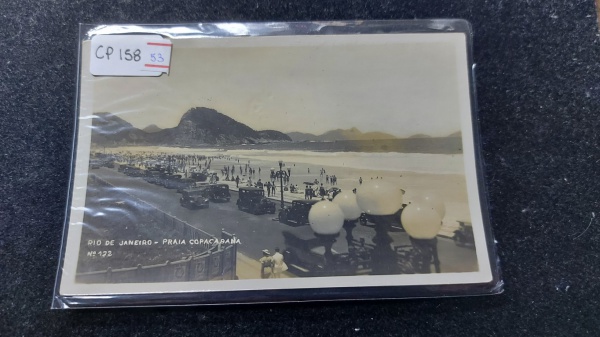 CP 158 53
RIO DE JANEIRO - PRAIA COPACABANA
Nº 172